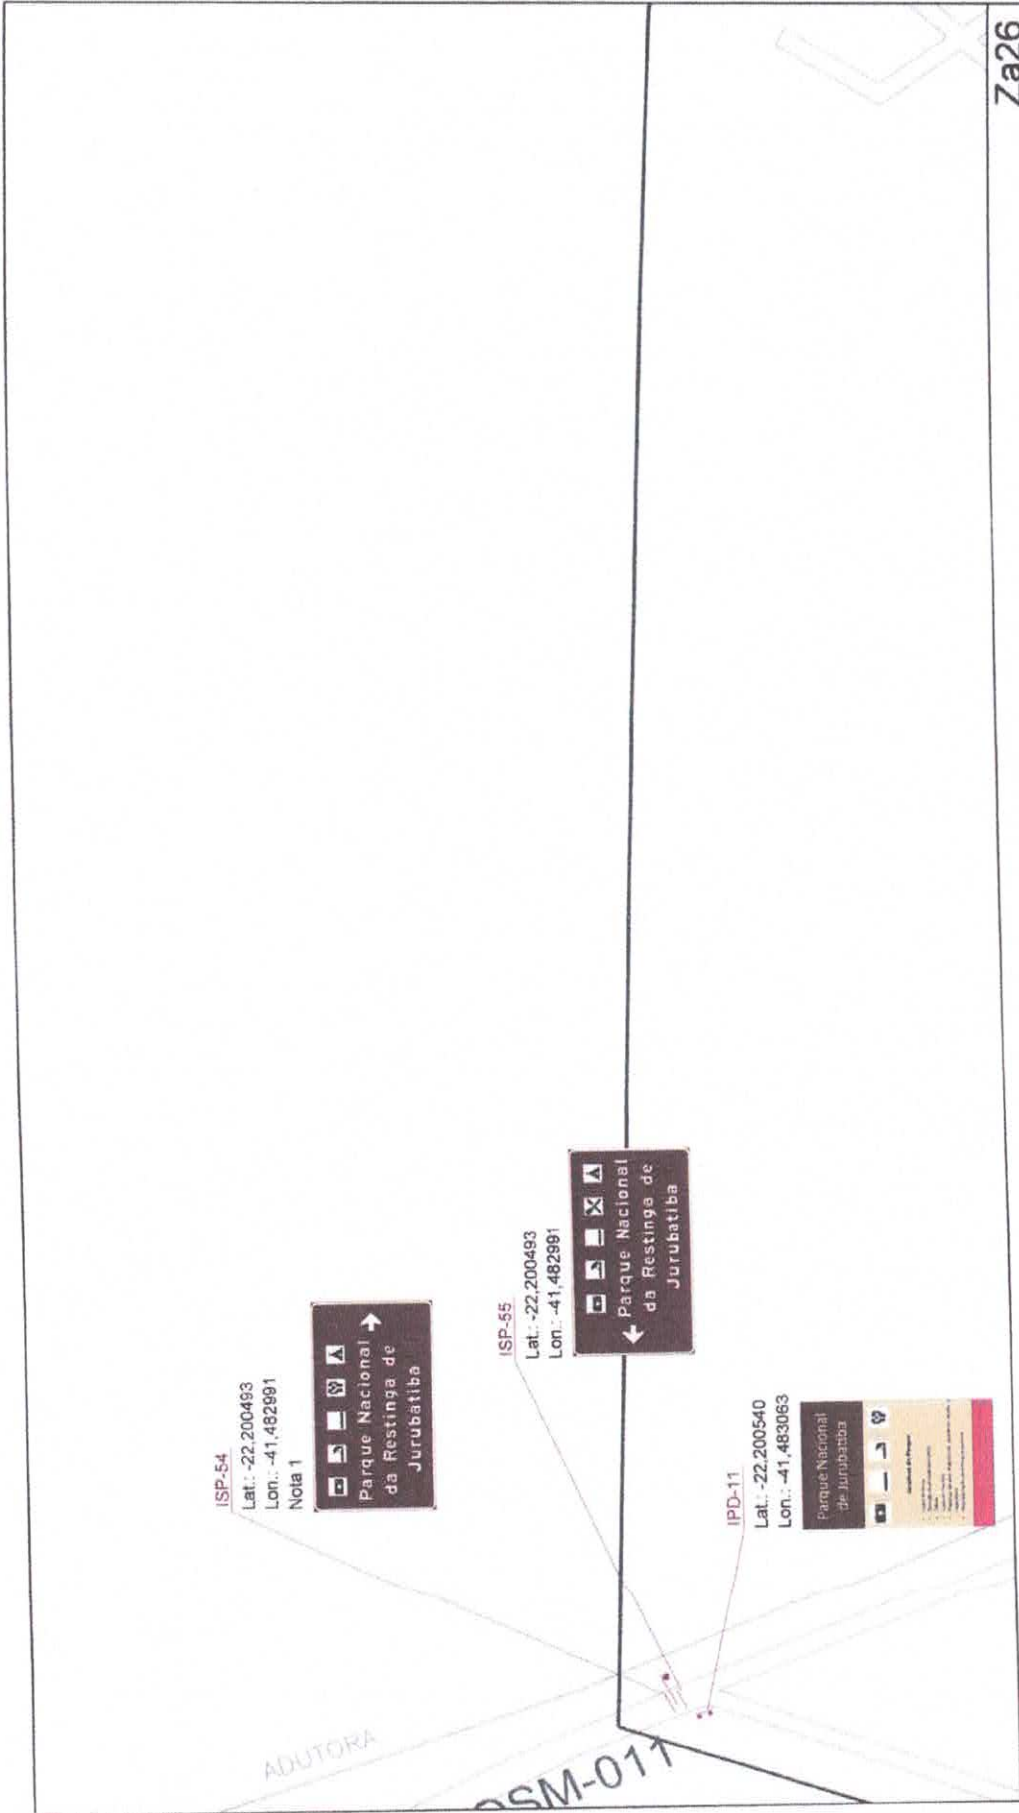 Za26
ISP-54
Lat.: -22,200493
Lon.: -41,482991
Nota 1
Parque Nacional
da Restinga de
Jurubatiba
ISP-55
Lat.: -22,200493
Lon.: -41,482991
Parque Nacional
da Restinga de
Jurubatiba
IPD-11
Lat.: -22,200540
Lon.: -41,483063
Parque Nacional
de Jurubatiba
ADUTORA
QSM-011